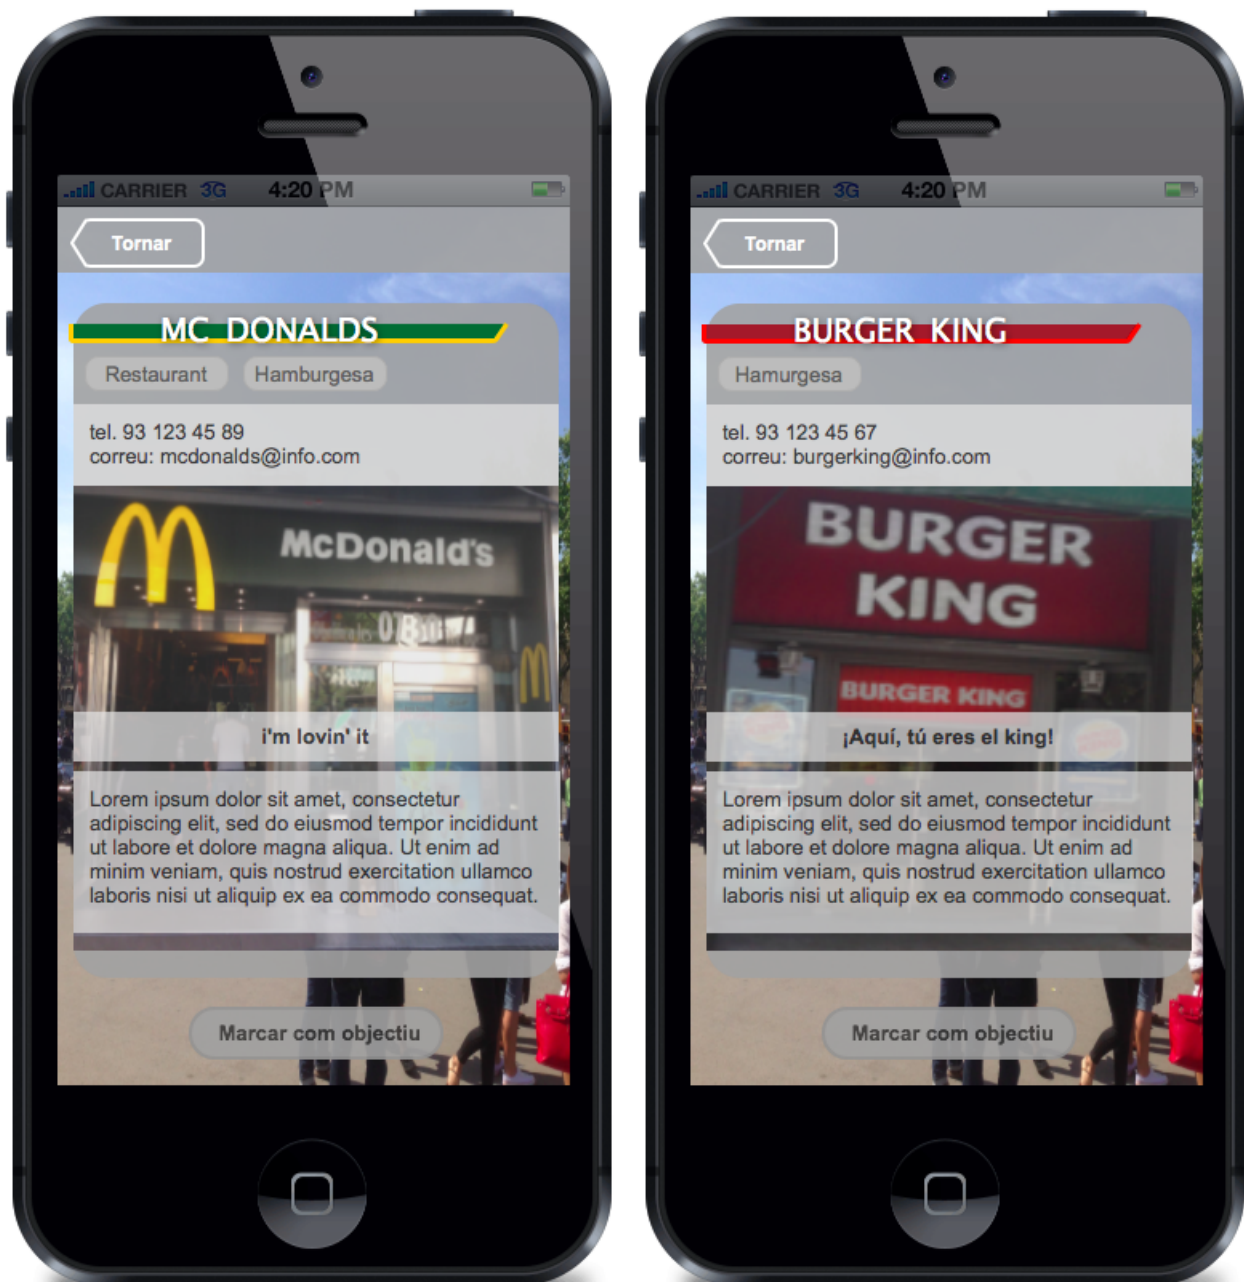 CARRIER 3G 4:20 PM
Tornar
MC DONALDS
Restaurant Hamburgesa
tel. 93 123 45 89
correu: mcdonalds@info.com
McDonald's
i'm lovin' it
Lorem ipsum dolor sit amet, consectetur
adipiscing elit, sed do eiusmod tempor incididunt
ut labore et dolore magna aliqua. Ut enim ad
minim veniam, quis nostrud exercitation ullamco
laboris nisi ut aliquip ex ea commodo consequat.
Marcar com objectiu
CARRIER 3G 4:20 PM
Tornar
BURGER KING
Hamurgesa
tel. 93 123 45 67
correu: burgerking@info.com
BURGER
KING
BURGER KING
¡Aquí, tú eres el king!
Lorem ipsum dolor sit amet, consectetur
adipiscing elit, sed do eiusmod tempor incididunt
ut labore et dolore magna aliqua. Ut enim ad
minim veniam, quis nostrud exercitation ullamco
laboris nisi ut aliquip ex ea commodo consequat.
Marcar com objectiu